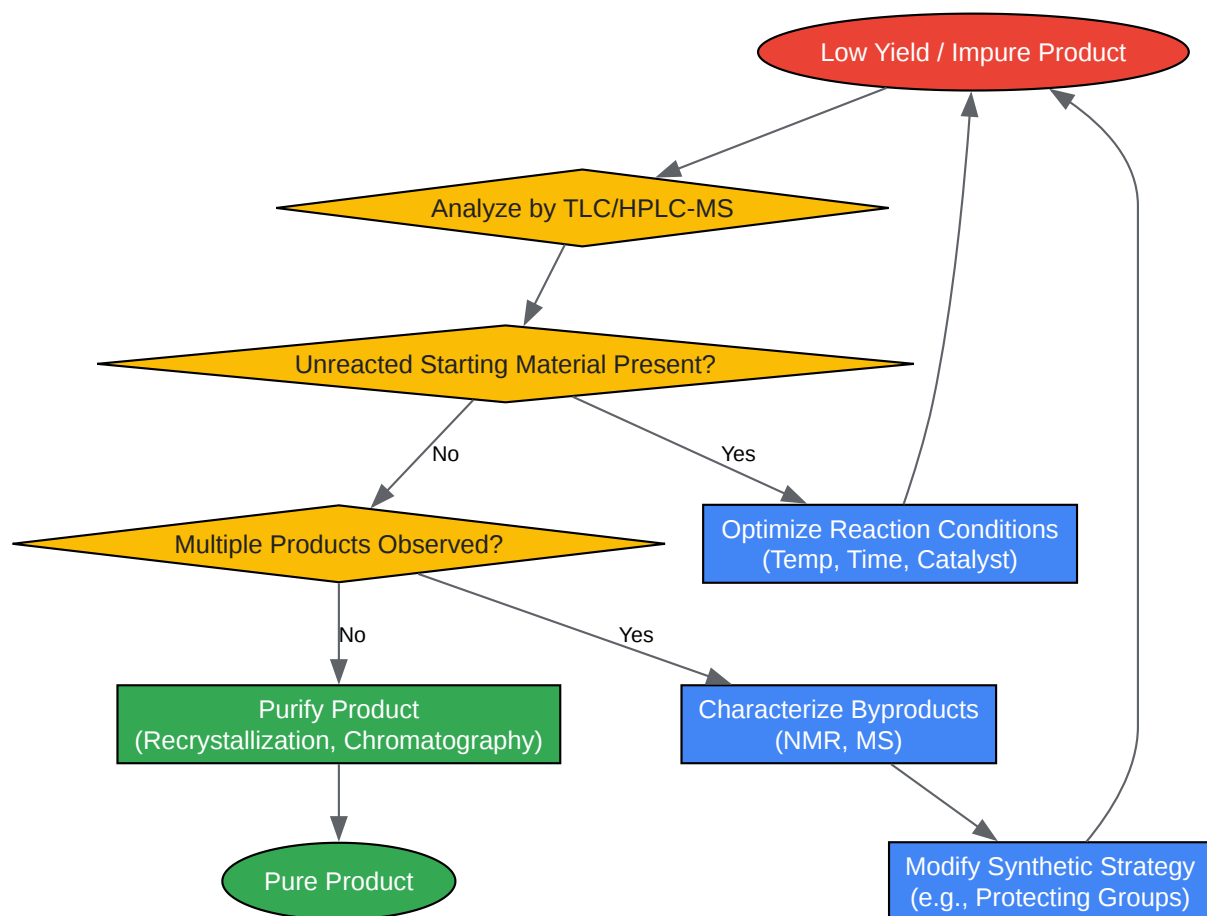 Low Yield / Impure Product
Analyze by TLC/HPLC-MS
Unreacted Starting Material Present?
No
Yes
Multiple Products Observed?
Optimize Reaction Conditions
(Temp, Time, Catalyst)
No
Yes
Purify Product
(Recrystallization, Chromatography)
Characterize Byproducts
(NMR, MS)
Pure Product
Modify Synthetic Strategy
(e.g., Protecting Groups)